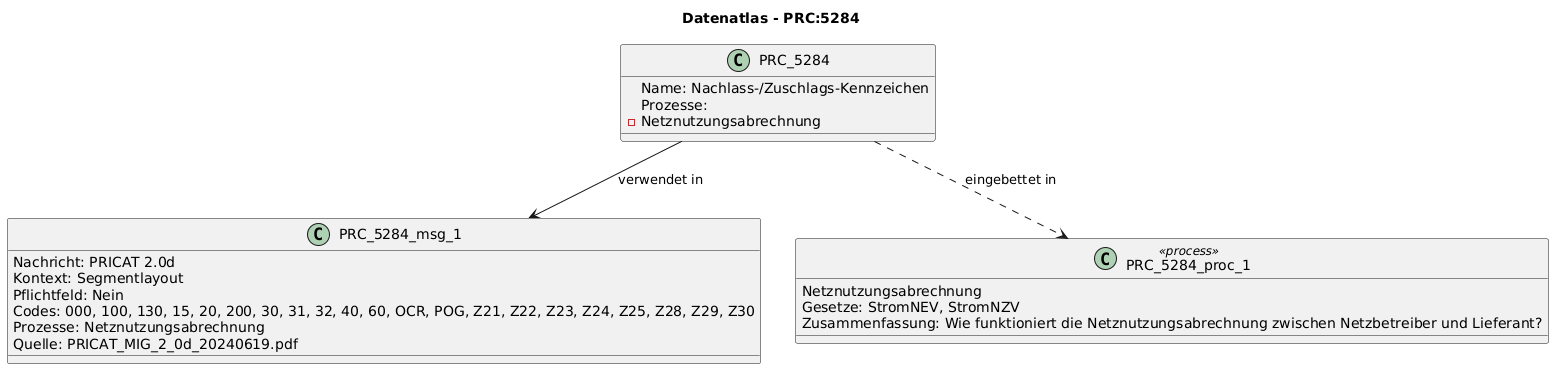 Datenatlas - PRC:5284
C PRC_5284
Name: Nachlass-/Zuschlags-Kennzeichen
Prozesse:
Netznutzungsabrechnung
verwendet in
eingebettet in
C PRC_5284_msg_1
Nachricht: PRICAT 2.0d
Kontext: Segmentlayout
Pflichtfeld: Nein
Codes: 000, 100, 130, 15, 20, 200, 30, 31, 32, 40, 60, OCR, POG, Z21, Z22, Z23, Z24, Z25, Z28, Z29, Z30
Prozesse: Netznutzungsabrechnung
Quelle: PRICAT_MIG_2_0d_20240619.pdf
«process»
C PRC_5284_proc_1
Netznutzungsabrechnung
Gesetze: StromNEV, StromNZV
Zusammenfassung: Wie funktioniert die Netznutzungsabrechnung zwischen Netzbetreiber und Lieferant?